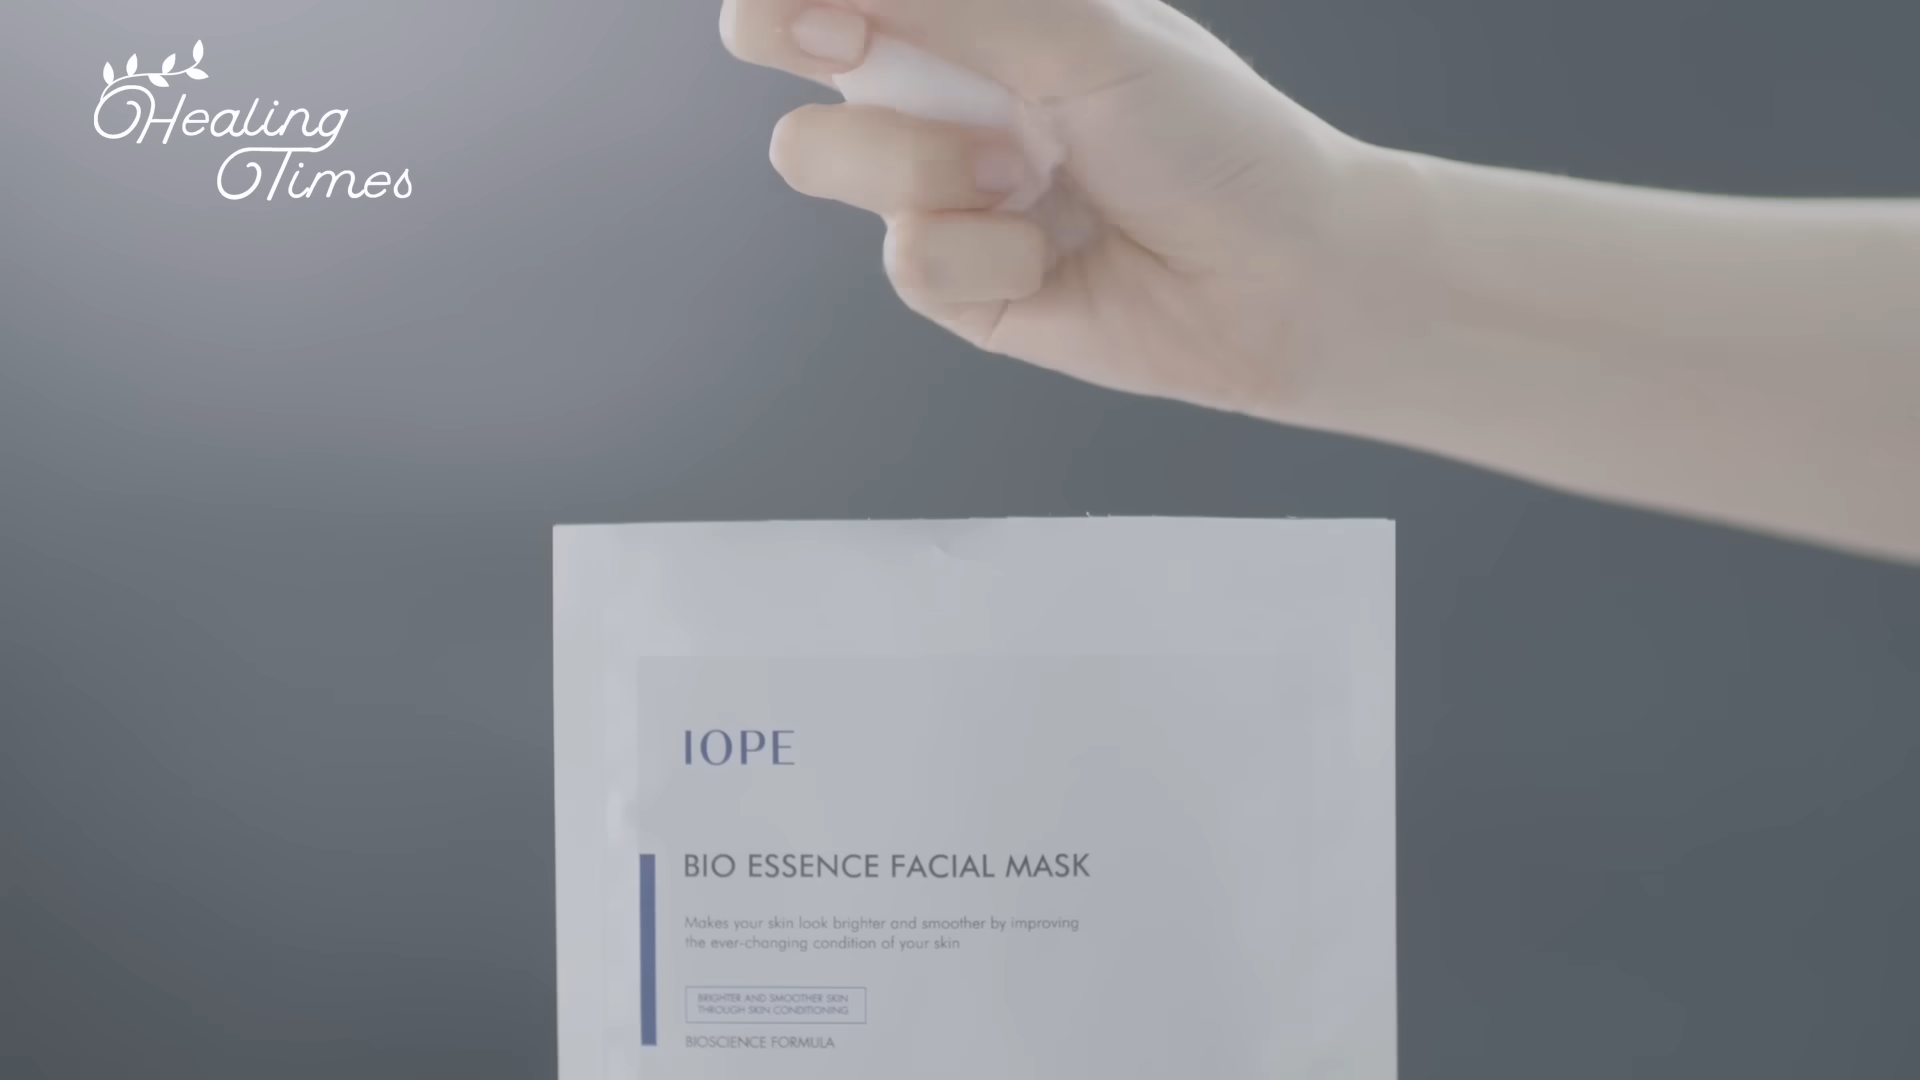 Healing
Times
IOPE
BIO ESSENCE FACIAL MASK
Makes your skin look brighter and smoother by improving
the ever-changing condition of your skin
BRIGHTER AND SMOOTHER SKIN
THROUGH SKIN CONDITIONING
BIOSCIENCE FORMULA